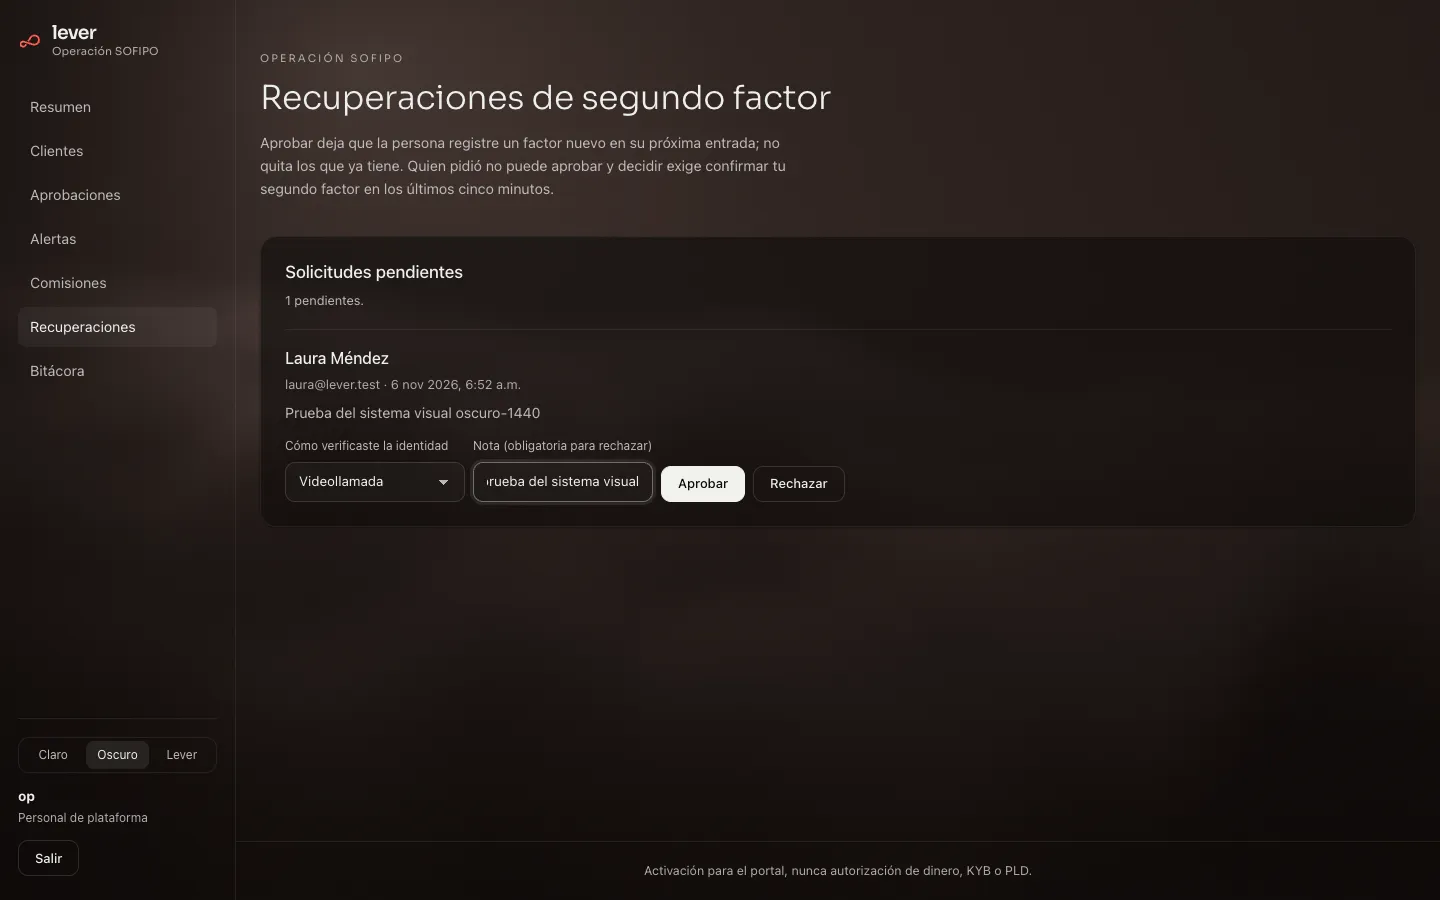 lever
Operación SOFIPO
Resumen
Clientes
Aprobaciones
Alertas
Comisiones
Recuperaciones
Bitácora
Claro
Oscuro
Lever
op
Personal de plataforma
Salir
OPERACIÓN SOFIPO
Recuperaciones de segundo factor
Aprobar deja que la persona registre un factor nuevo en su próxima entrada; no
quita los que ya tiene. Quien pidió no puede aprobar y decidir exige confirmar tu
segundo factor en los últimos cinco minutos.
Solicitudes pendientes
1 pendientes.
Laura Méndez
laura@lever.test · 6 nov 2026, 6:52 a.m.
Prueba del sistema visual oscuro-1440
Cómo verificaste la identidad
Nota (obligatoria para rechazar)
Videollamada
rueba del sistema visual
Aprobar
Rechazar
Activación para el portal, nunca autorización de dinero, KYB o PLD.